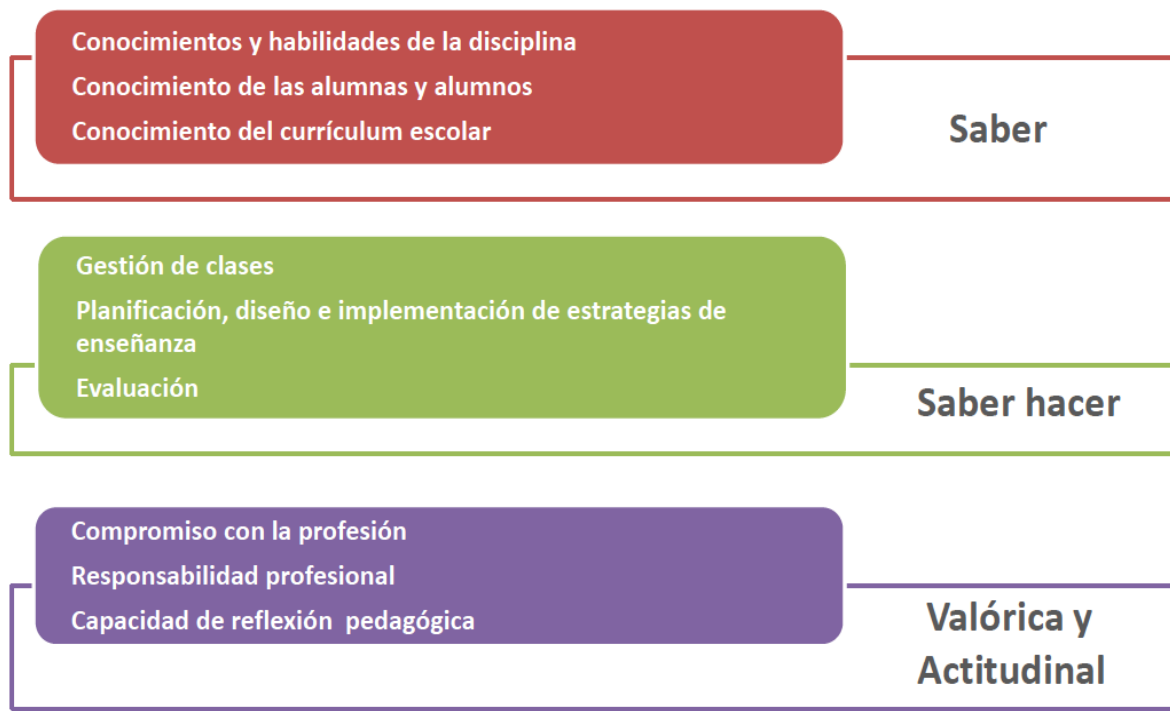 Conocimientos y habilidades de la disciplina
Conocimiento de las alumnas y alumnos
Conocimiento del currículum escolar
Saber
Gestión de clases
Planificación, diseño e implementación de estrategias de
enseñanza
Evaluación
Saber hacer
Compromiso con la profesión
Responsabilidad profesional
Capacidad de reflexión  pedagógica
Valórica y
Actitudinal